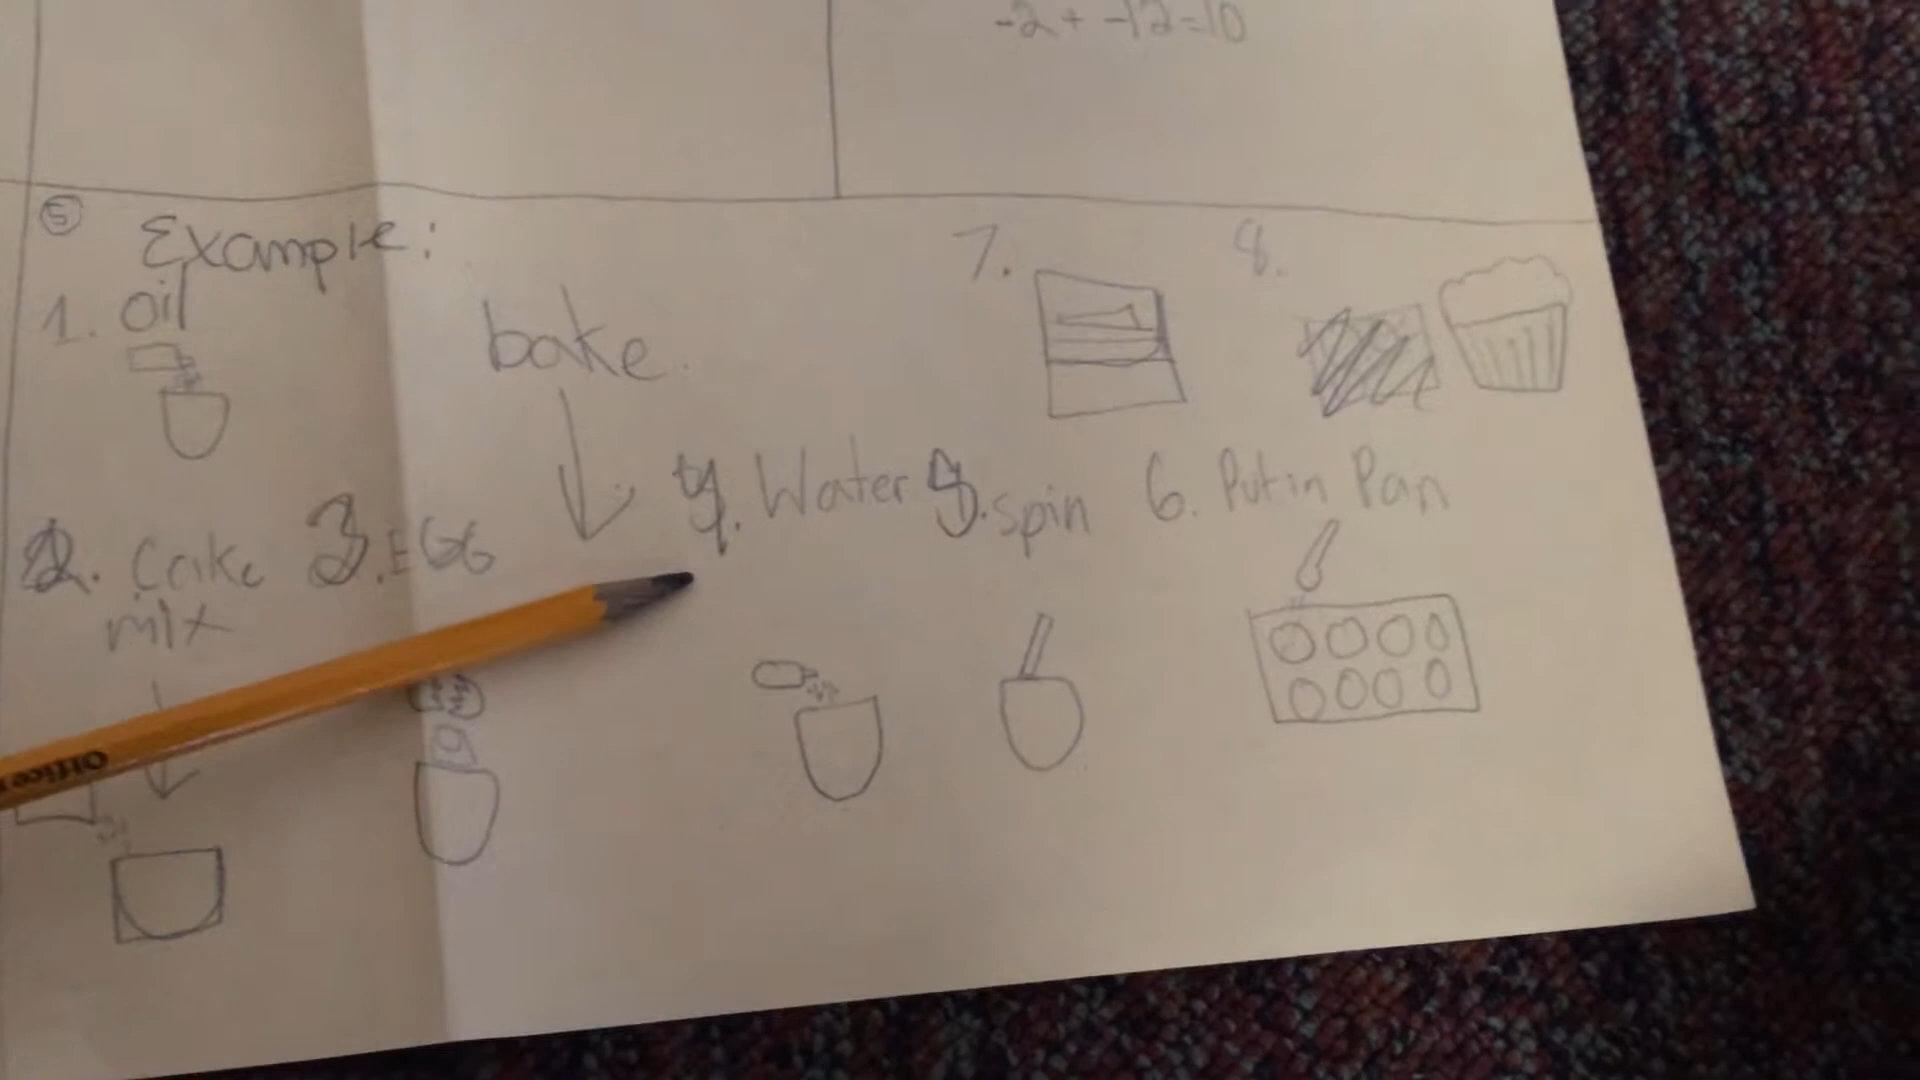 -2 + -12=10
5
Example:
1. oil
bake
7.
8.
2. Cake
mix
3. EGG
4. Water
5. spin
6. Put in Pan
Office